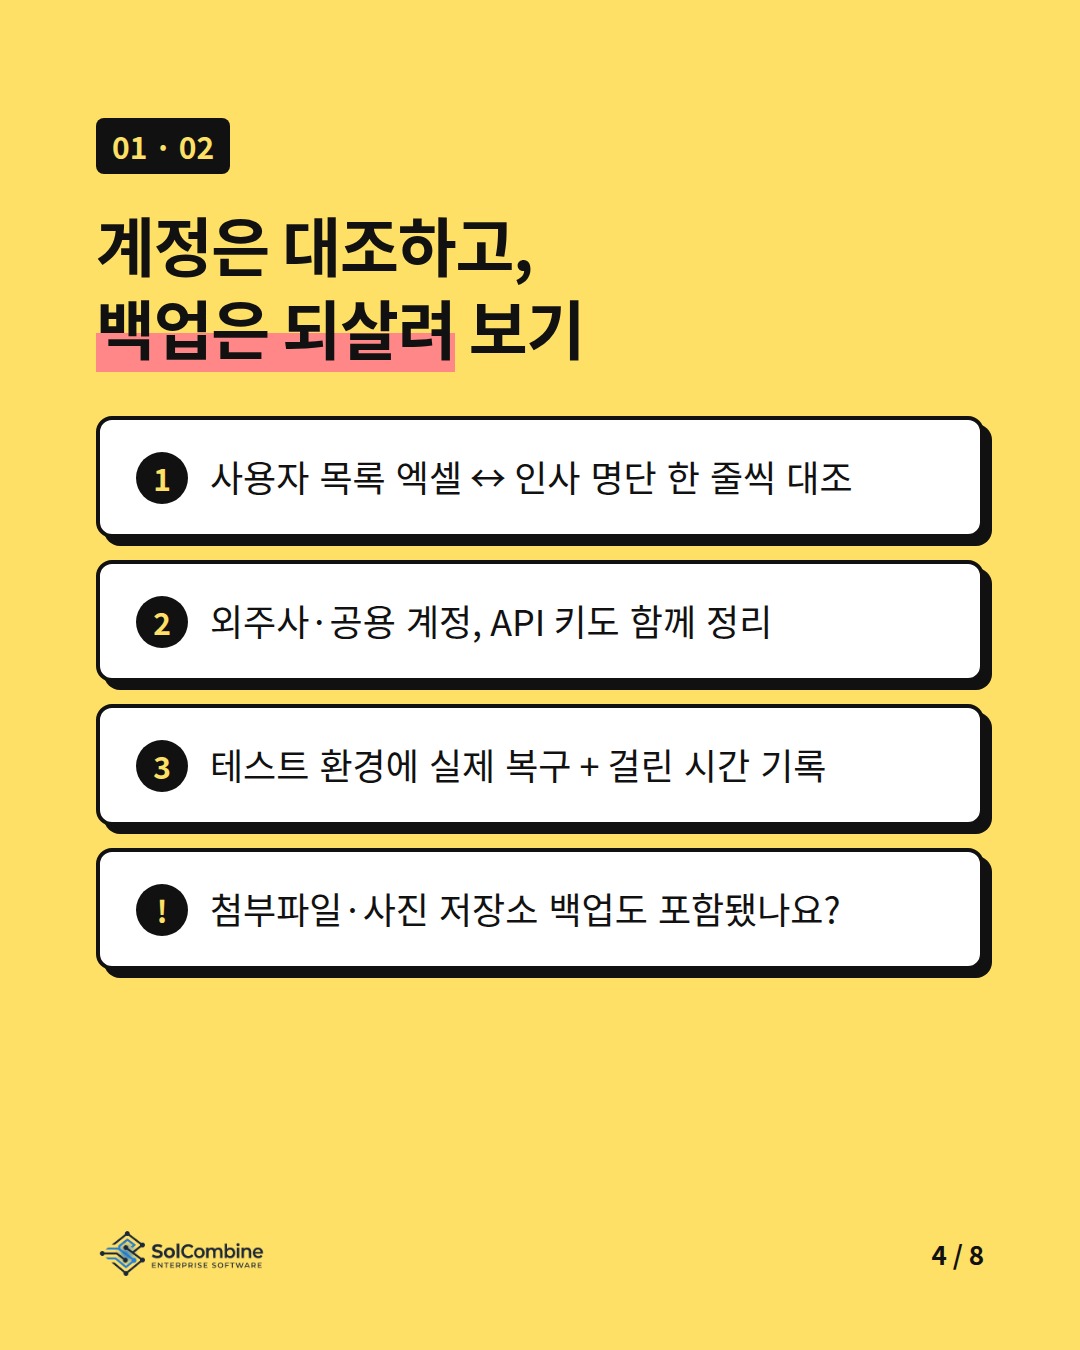 01 · 02
계정은 대조하고,
백업은 되살려 보기
1 사용자 목록 엑셀 ↔ 인사 명단 한 줄씩 대조
2 외주사·공용 계정, API 키도 함께 정리
3 테스트 환경에 실제 복구 + 걸린 시간 기록
! 첨부파일·사진 저장소 백업도 포함됐나요?
SolCombine
ENTERPRISE SOFTWARE
4 / 8